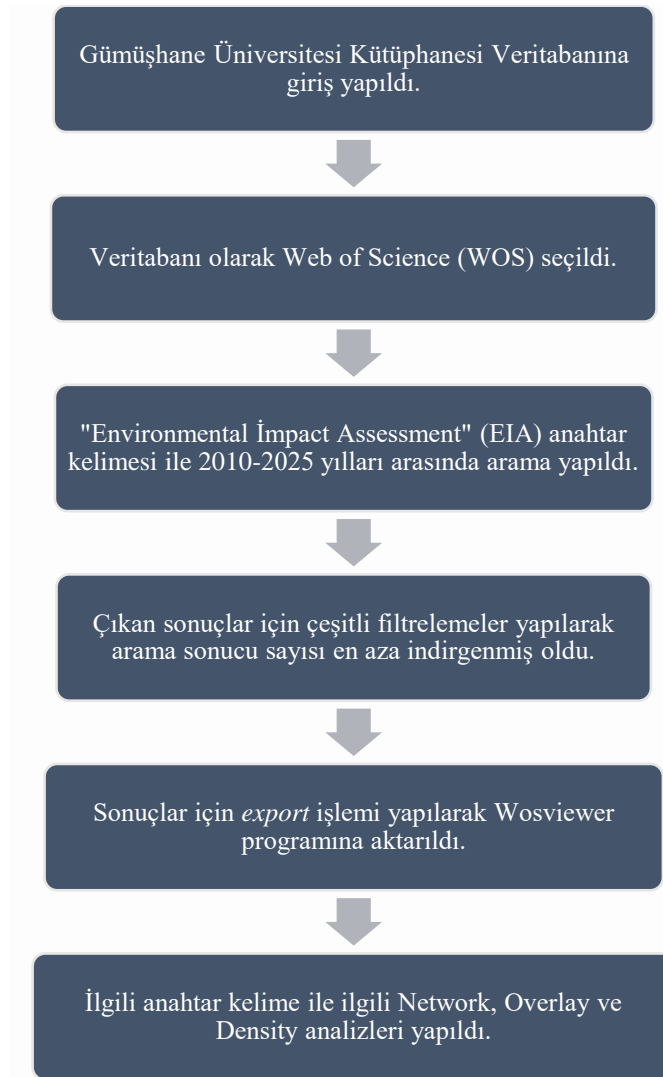 Gümüşhane Üniversitesi Kütüphanesi Veritabanına
giriş yapıldı.
Veritabanı olarak Web of Science (WOS) seçildi.
"Environmental İmpact Assessment" (EIA) anahtar
kelimesi ile 2010-2025 yılları arasında arama yapıldı.
Çıkan sonuçlar için çeşitli filtrelemeler yapılarak
arama sonucu sayısı en aza indirgenmiş oldu.
Sonuçlar için export işlemi yapılarak Wosviewer
programına aktarıldı.
İlgili anahtar kelime ile ilgili Network, Overlay ve
Density analizleri yapıldı.